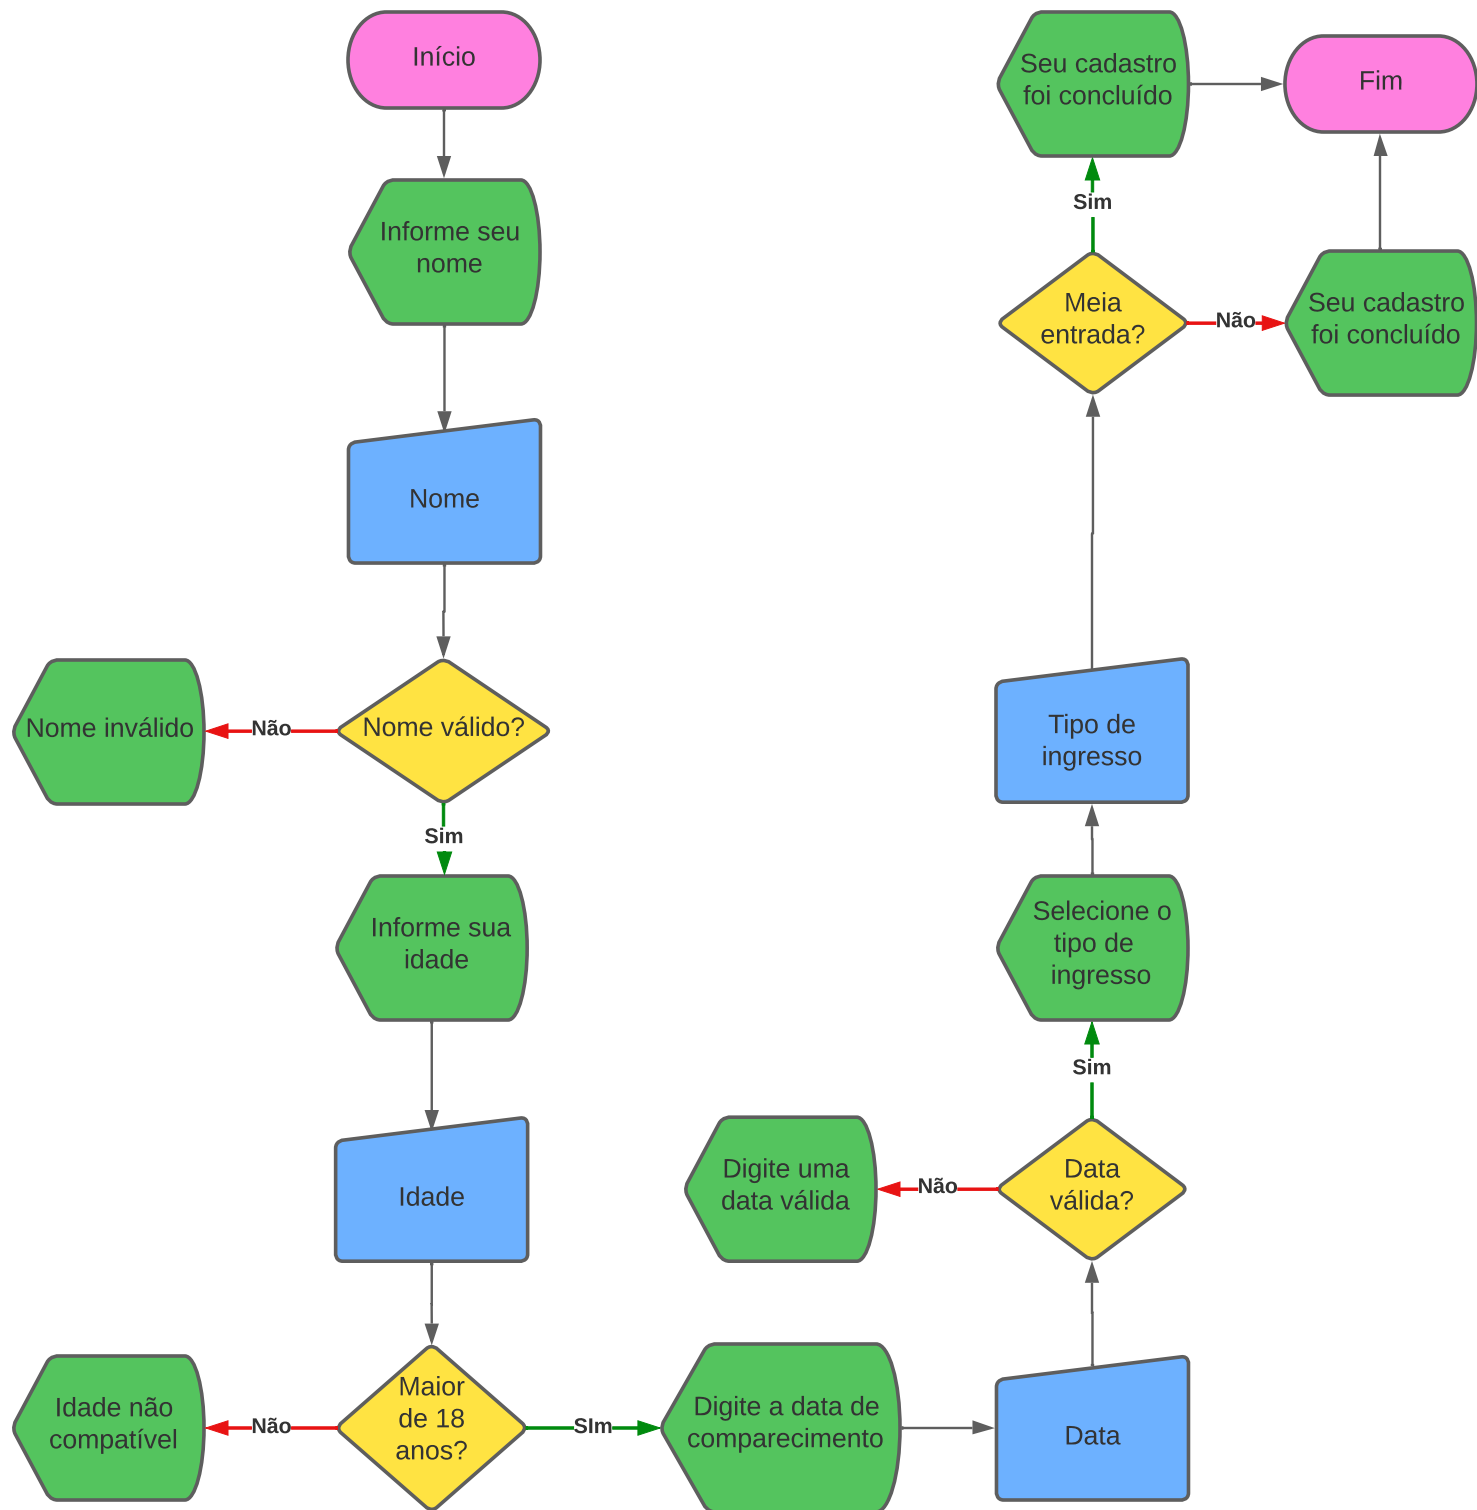 Início
Informe seu
nome
Nome
Nome válido?
Não
Nome inválido
Sim
Informe sua
idade
Idade
Maior
de 18
anos?
Não
Idade não
compatível
SIm
Digite a data de
comparecimento
Data
Data
válida?
Não
Digite uma
data válida
Sim
Selecione o
tipo de
ingresso
Tipo de
ingresso
Meia
entrada?
Sim
Seu cadastro
foi concluído
Não
Seu cadastro
foi concluído
Fim